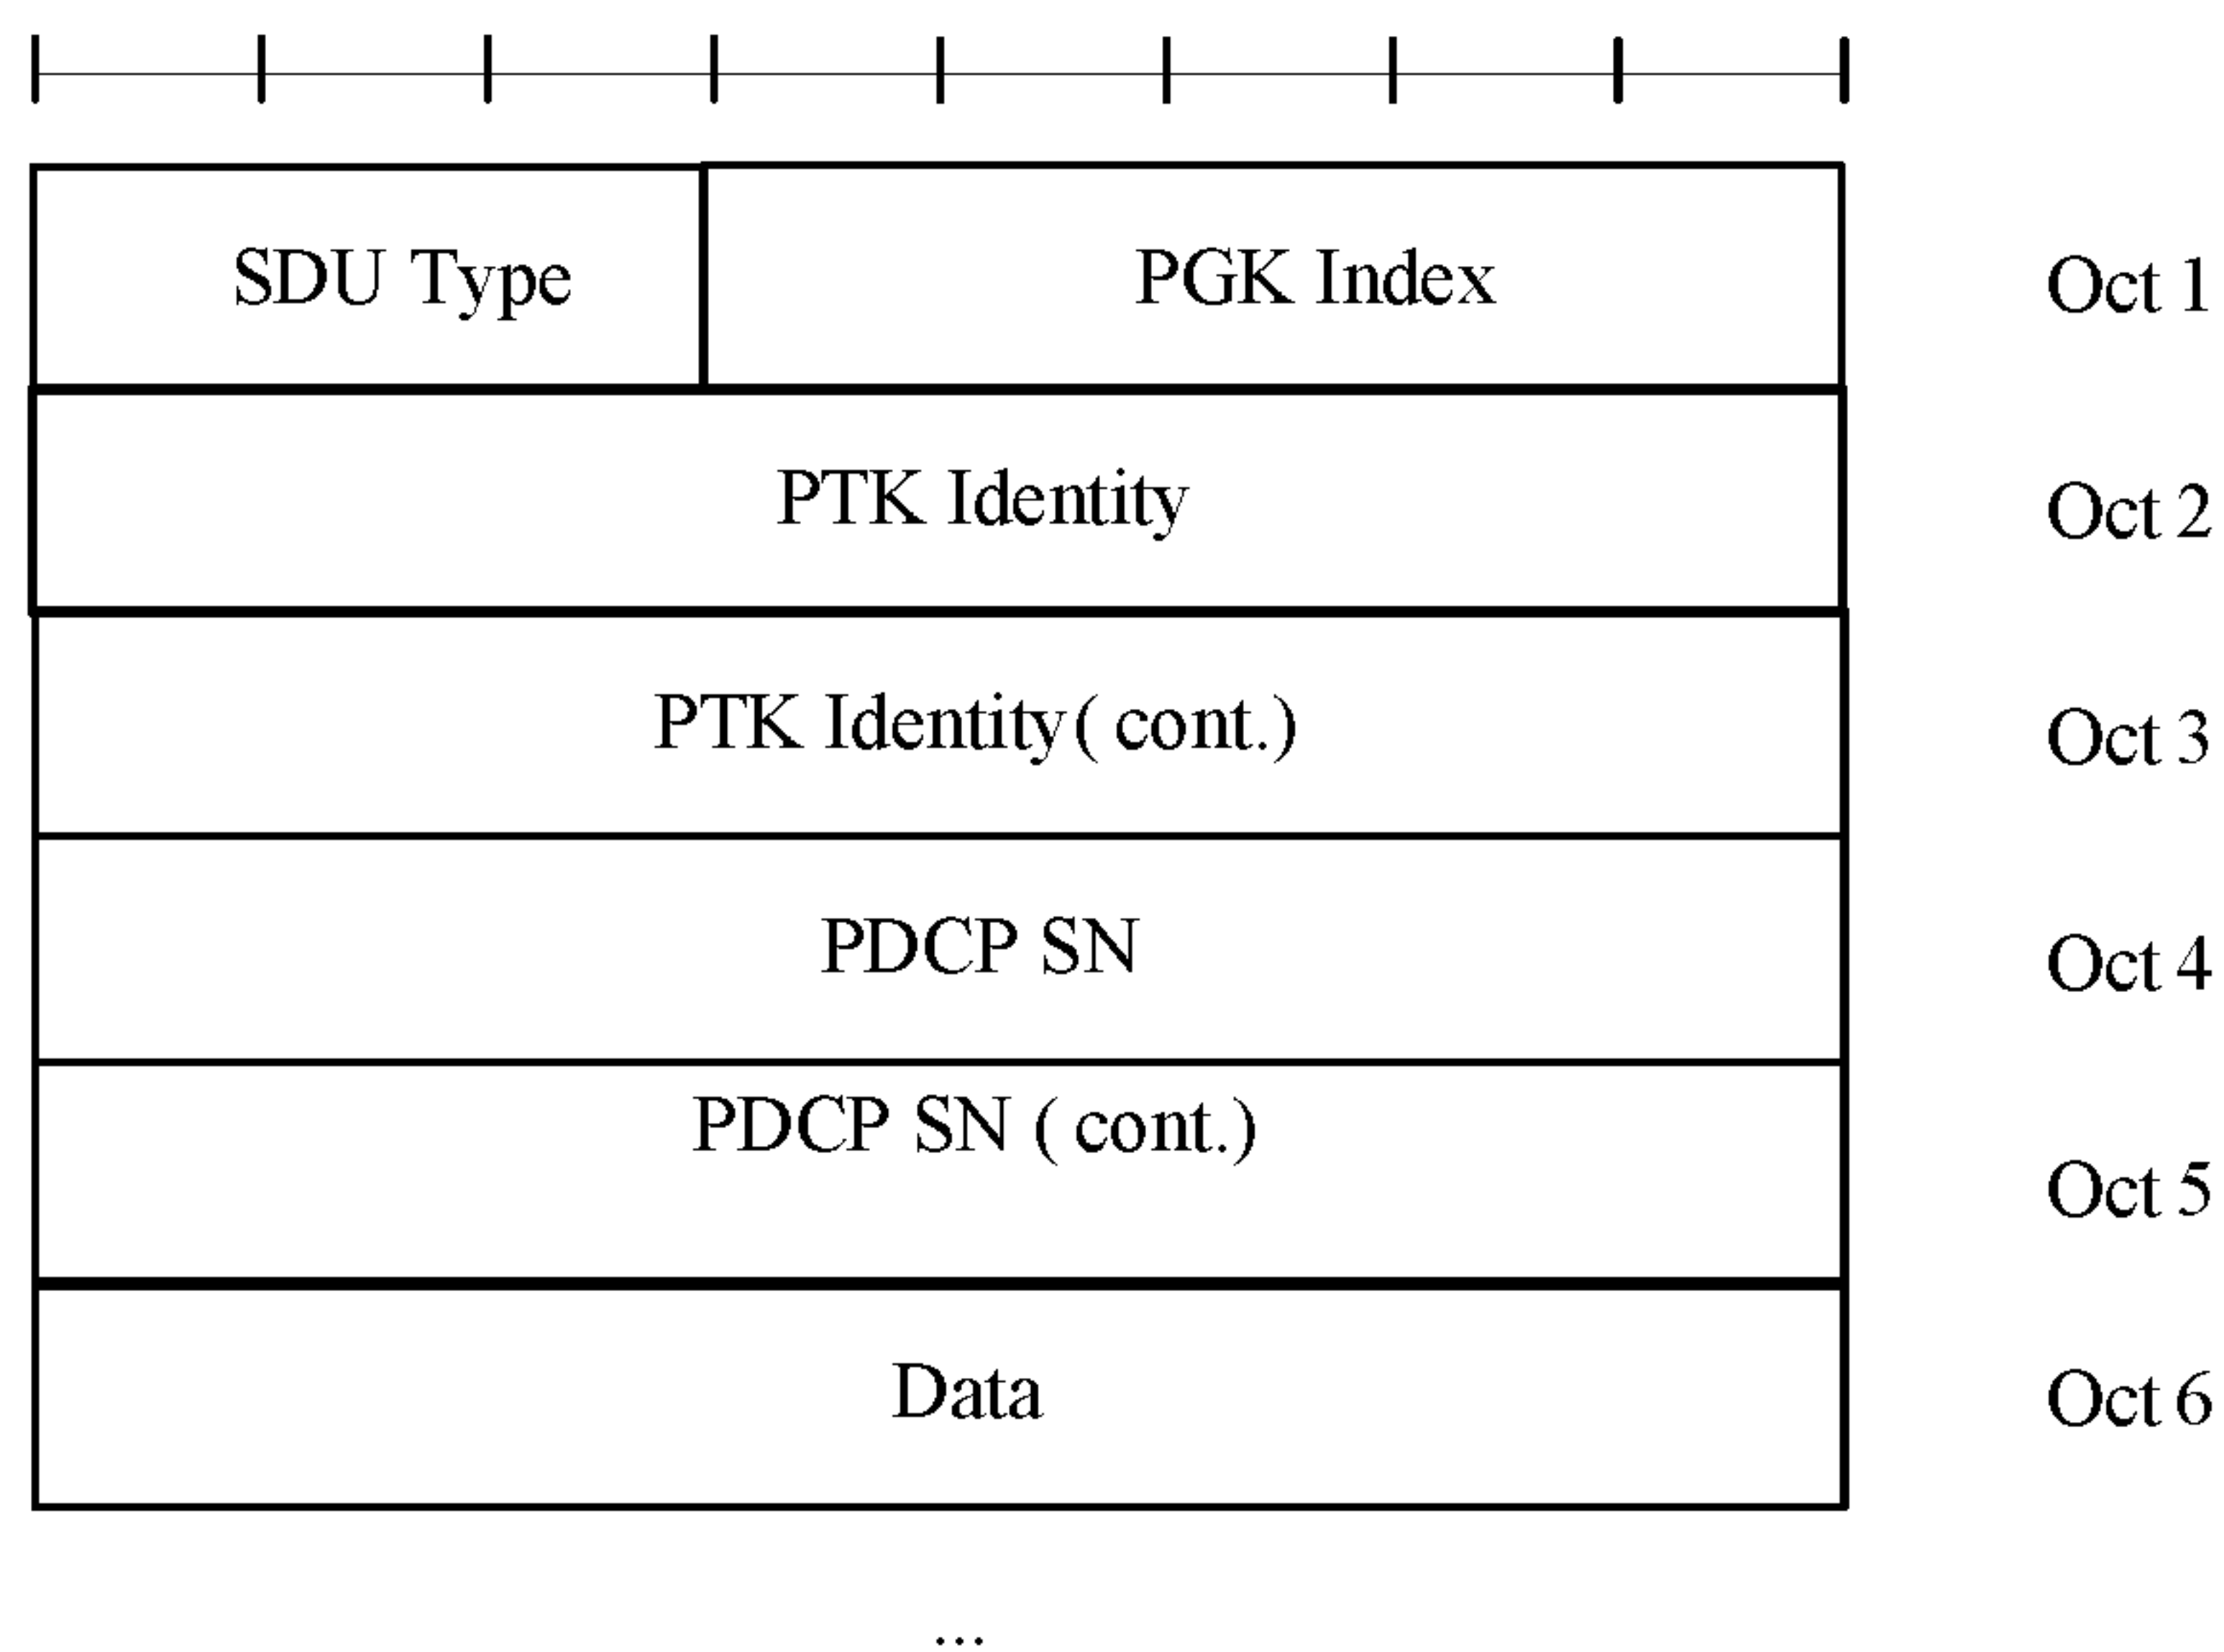 SDU Type PGK Index Oct 1
PTK Identity Oct 2
PTK Identity( cont.) Oct 3
PDCP SN Oct 4
PDCP SN ( cont.) Oct 5
Data Oct 6
...